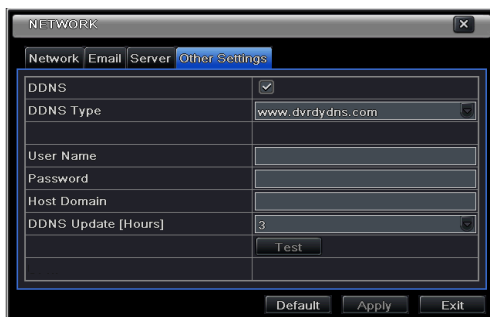 NETWORK
Network Email Server Other Settings
DDNS
DDNS Type www.dvrdydns.com
User Name
Password
Host Domain
DDNS Update [Hours] 3
Test
Default Apply Exit